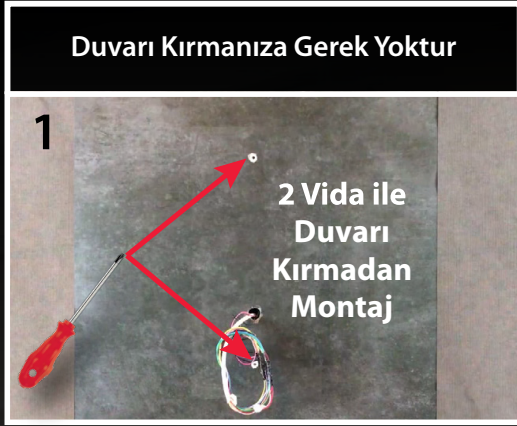 Duvarı Kırmanıza Gerek Yoktur
1
2 Vida ile
Duvarı
Kırmadan
Montaj